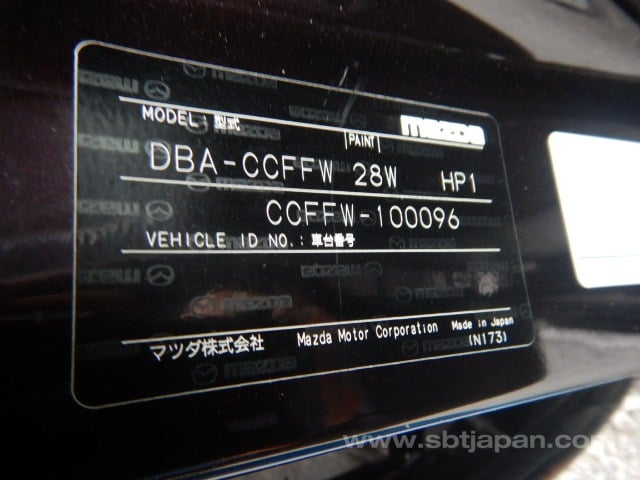 mazda
MODEL: 型式
PAINT
DBA-CCFFW 28W HP1
CCFFW-100096
VEHICLE ID NO.: 車台番号
マツダ株式会社 Mazda Motor Corporation Made in Japan
(N173)
www.sbtjapan.com